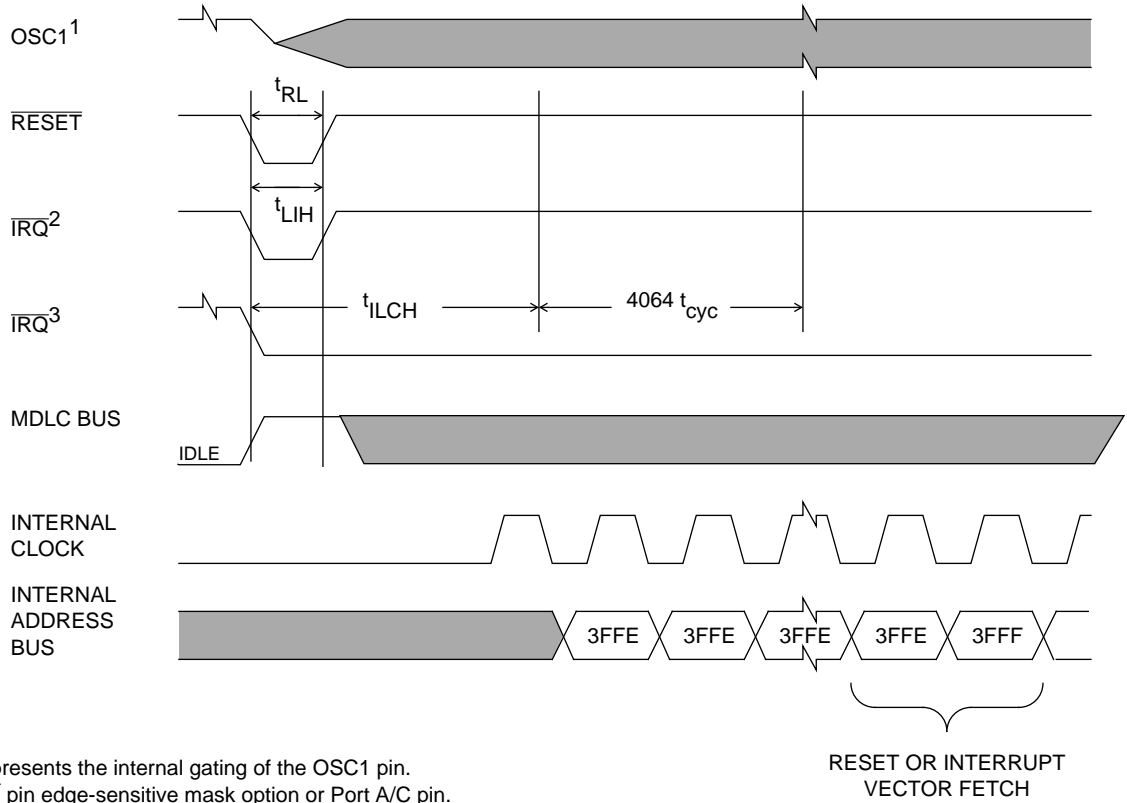 OSC1¹
t_RL
RESET
t_LIH
IRQ²
t_ILCH
4064 t_cyc
IRQ³
MDLC BUS
IDLE
INTERNAL
CLOCK
INTERNAL
ADDRESS
BUS
3FFE 3FFE 3FFE 3FFE 3FFF
RESET OR INTERRUPT
VECTOR FETCH
the internal gating of the OSC1 pin.
pin edge-sensitive mask option or Port A/C pin.